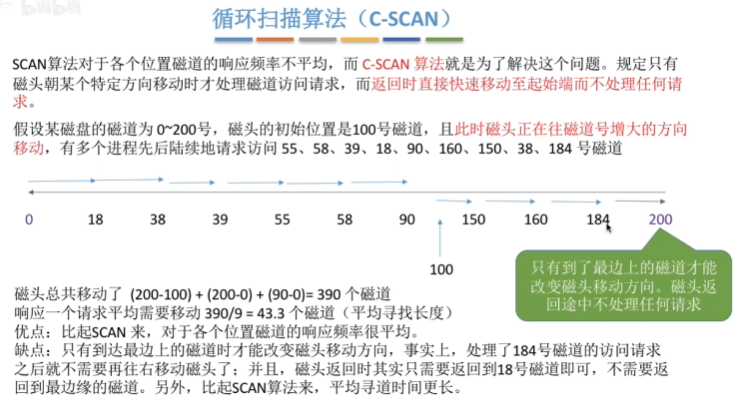 bilibili
循环扫描算法（C-SCAN）
SCAN算法对于各个位置磁道的响应频率不平均，而 C-SCAN 算法就是为了解决这个问题。规定只有
磁头朝某个特定方向移动时才处理磁道访问请求，而返回时直接快速移动至起始端而不处理任何请
求。
假设某磁盘的磁道为 0~200号，磁头的初始位置是100号磁道，且此时磁头正在往磁道号增大的方向
移动，有多个进程先后陆续地请求访问 55、58、39、18、90、160、150、38、184 号磁道
0 18 38 39 55 58 90 150 160 184 200
100
只有到了最边上的磁道才能
改变磁头移动方向。磁头返
回途中不处理任何请求
磁头总共移动了 (200-100) + (200-0) + (90-0)= 390 个磁道
响应一个请求平均需要移动 390/9 = 43.3 个磁道（平均寻找长度）
优点：比起SCAN 来，对于各个位置磁道的响应频率很平均。
缺点：只有到达最边上的磁道时才能改变磁头移动方向，事实上，处理了184号磁道的访问请求
之后就不需要再往右移动磁头了；并且，磁头返回时其实只需要返回到18号磁道即可，不需要返
回到最边缘的磁道。另外，比起SCAN算法来，平均寻道时间更长。